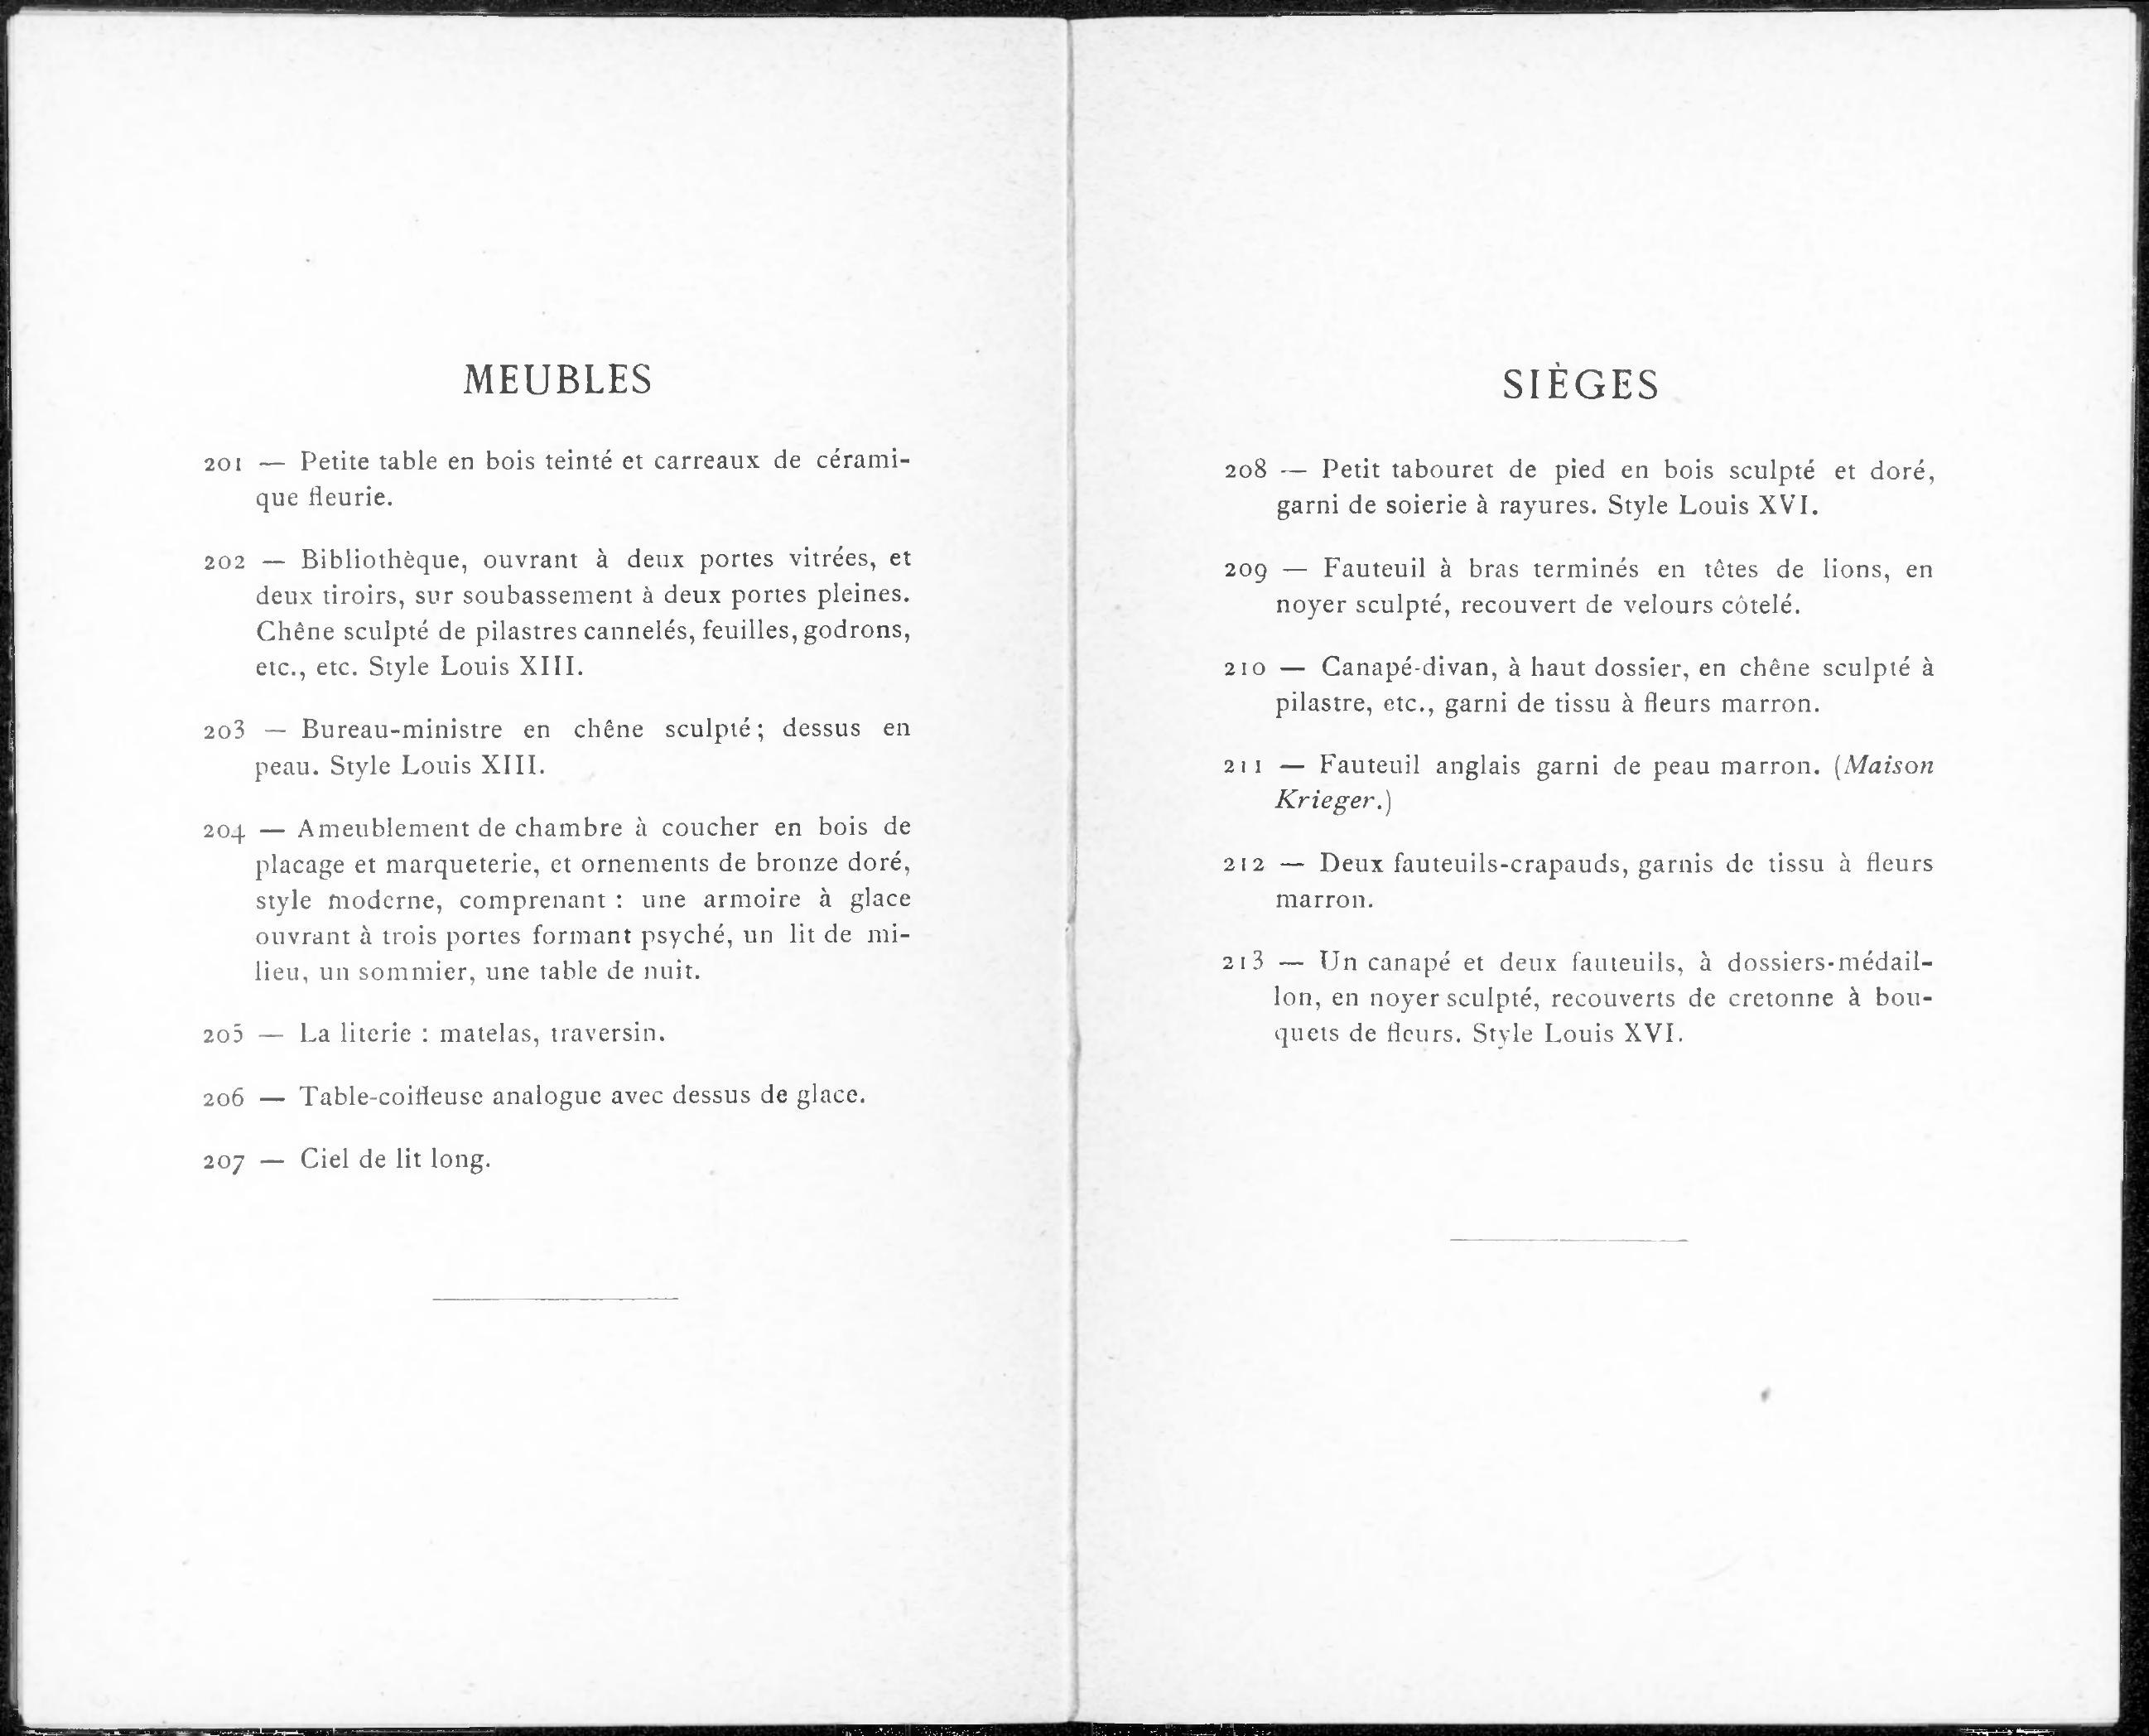 MEUBLES
201 — Petite table en bois teinté et carreaux de cérami-
que fleurie.
202 — Bibliothèque, ouvrant à deux portes vitrées, et
deux tiroirs, sur soubassement à deux portes pleines.
Chêne sculpté de pilastres cannelés, feuilles, godrons,
etc., etc. Style Louis XIII.
203 — Bureau-ministre en chêne sculpté; dessus en
peau. Style Louis XIII.
204 — Ameublement de chambre à coucher en bois de
placage et marqueterie, et ornements de bronze doré,
style moderne, comprenant : une armoire à glace
ouvrant à trois portes formant psyché, un lit de mi-
lieu, un sommier, une table de nuit.
205 — La literie : matelas, traversin.
206 — Table-coiffeuse analogue avec dessus de glace.
207 — Ciel de lit long.
SIÈGES
208 — Petit tabouret de pied en bois sculpté et doré,
garni de soierie à rayures. Style Louis XVI.
209 — Fauteuil à bras terminés en têtes de lions, en
noyer sculpté, recouvert de velours côtelé.
210 — Canapé-divan, à haut dossier, en chêne sculpté à
pilastre, etc., garni de tissu à fleurs marron.
211 — Fauteuil anglais garni de peau marron. (Maison
Krieger.)
212 — Deux fauteuils-crapauds, garnis de tissu à fleurs
marron.
213 — Un canapé et deux fauteuils, à dossiers-médail-
lon, en noyer sculpté, recouverts de cretonne à bou-
quets de fleurs. Style Louis XVI.